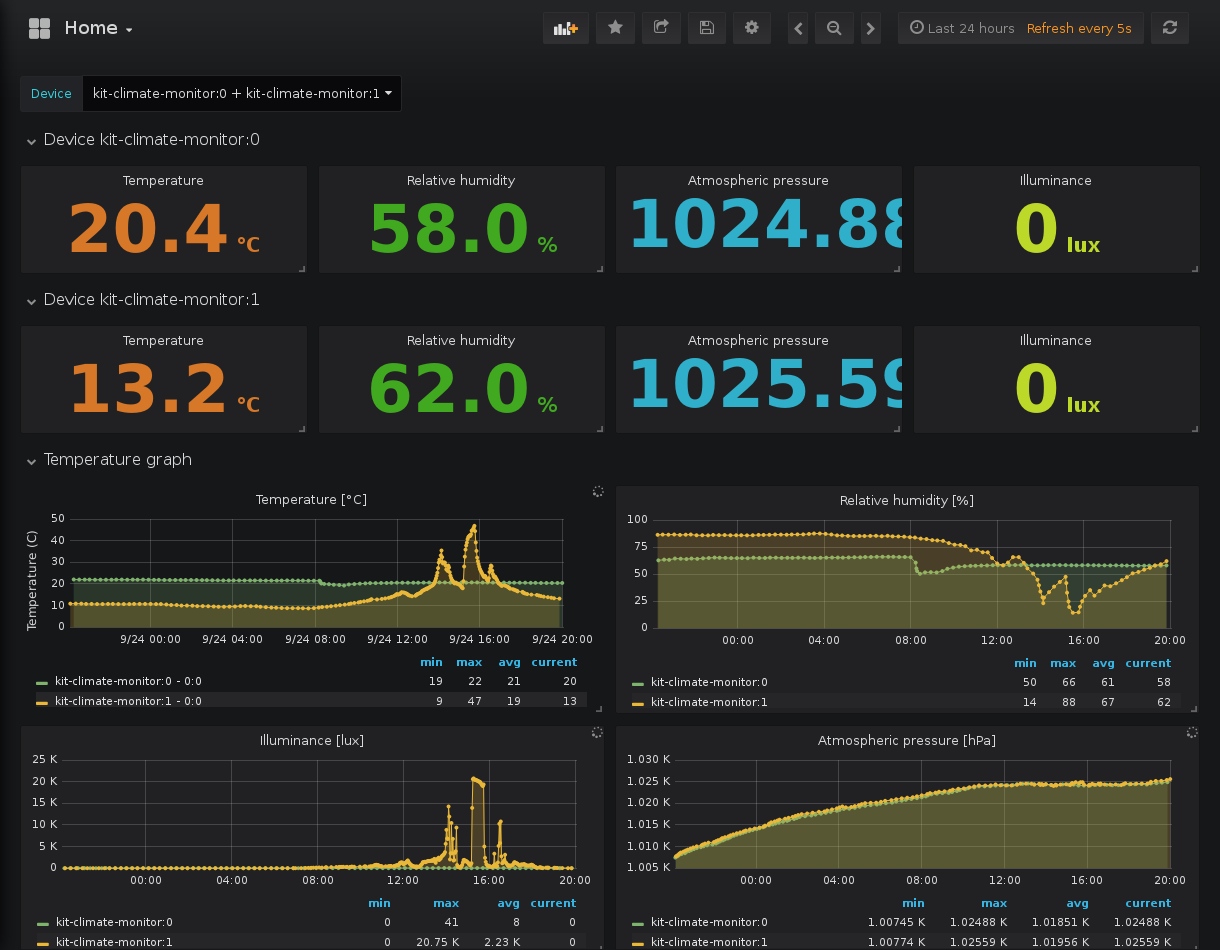 Home
Last 24 hours Refresh every 5s
Device kit-climate-monitor:0 + kit-climate-monitor:1
Device kit-climate-monitor:0
Temperature Relative humidity Atmospheric pressure Illuminance
20.4 °C 58.0 % 1024.88 0 lux
Device kit-climate-monitor:1
Temperature Relative humidity Atmospheric pressure Illuminance
13.2 °C 62.0 % 1025.59 0 lux
Temperature graph
Temperature [°C]
Temperature (C)
50
40
30
20
10
0
9/24 00:00 9/24 04:00 9/24 08:00 9/24 12:00 9/24 16:00 9/24 20:00
min max avg current
kit-climate-monitor:0 - 0:0 19 22 21 20
kit-climate-monitor:1 - 0:0 9 47 19 13
Relative humidity [%]
100
75
50
25
0
00:00 04:00 08:00 12:00 16:00 20:00
min max avg current
kit-climate-monitor:0 50 66 61 58
kit-climate-monitor:1 14 88 67 62
Illuminance [lux]
25 K
20 K
15 K
10 K
5 K
0
00:00 04:00 08:00 12:00 16:00 20:00
min max avg current
kit-climate-monitor:0 0 41 8 0
kit-climate-monitor:1 0 20.75 K 2.23 K 0
Atmospheric pressure [hPa]
1.030 K
1.025 K
1.020 K
1.015 K
1.010 K
1.005 K
00:00 04:00 08:00 12:00 16:00 20:00
min max avg current
kit-climate-monitor:0 1.00745 K 1.02488 K 1.01851 K 1.02488 K
kit-climate-monitor:1 1.00774 K 1.02559 K 1.01956 K 1.02559 K